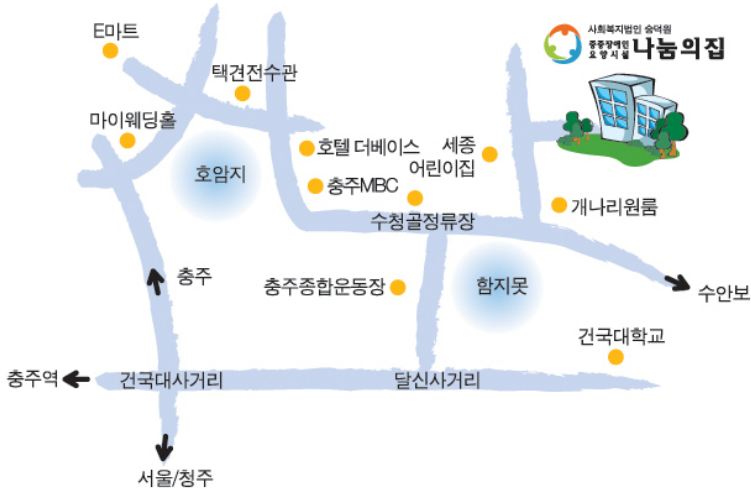 사회복지법인 숭덕원
중증장애인
요양시설
나눔의집
E마트
택견전수관
마이웨딩홀
호텔 더베이스
세종
어린이집
호암지
충주MBC
개나리원룸
수청골정류장
충주
충주종합운동장
함지못
수안보
건국대학교
충주역
건국대사거리
달신사거리
서울/청주